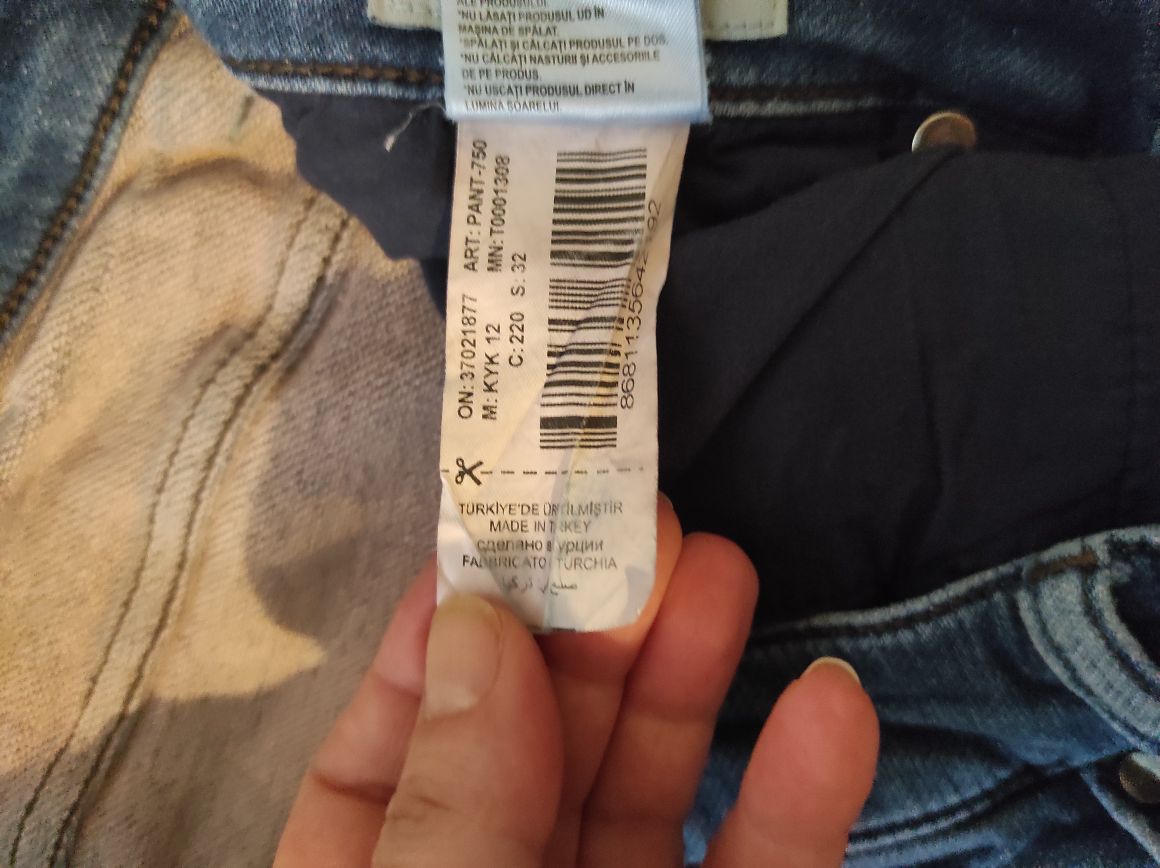 ALE PRODUSULUI.
*NU LĂSAȚI PRODUSUL UD ÎN
MAȘINA DE SPĂLAT.
*SPĂLAȚI ȘI CĂLCAȚI PRODUSUL PE DOS.
*NU CĂLCAȚI NASTURII ȘI ACCESORIILE
DE PE PRODUS.
*NU USCAȚI PRODUSUL DIRECT ÎN
LUMINA SOARELUI.
ON: 37021877 ART: PANT-750
M: KYK 12 MN: T0001308
C: 220 S: 32
TÜRKİYE'DE ÜRETİLMİŞTİR
MADE IN
сделано в
FABBRICATO TURCHIA